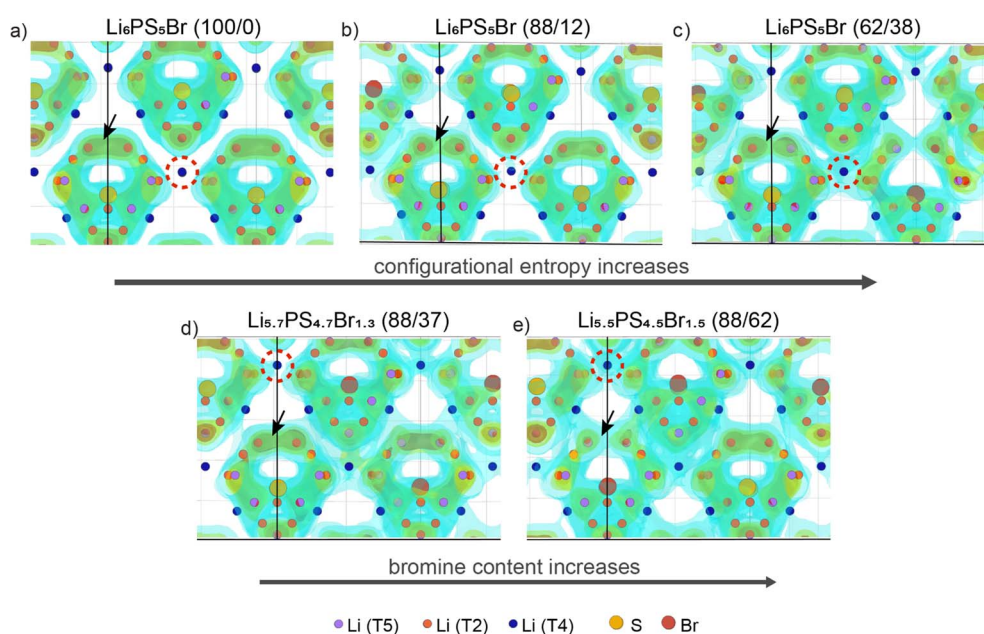 a) Li₆PS₅Br (100/0)
b) Li₆PS₅Br (88/12)
c) Li₆PS₅Br (62/38)
configurational entropy increases
d) Li₅.₇PS₄.₇Br₁.₃ (88/37)
e) Li₅.₅PS₄.₅Br₁.₅ (88/62)
bromine content increases
Li (T5) Li (T2) Li (T4) S Br